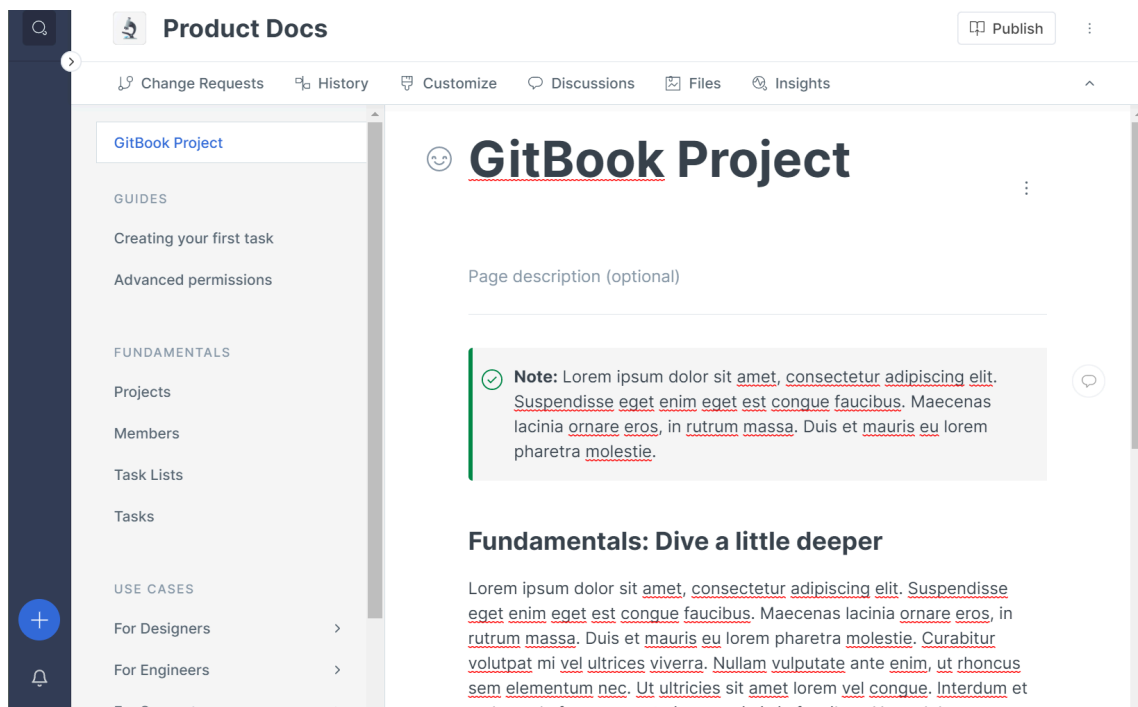 Product Docs
Publish
Change Requests
History
Customize
Discussions
Files
Insights
GitBook Project
GUIDES
Creating your first task
Advanced permissions
FUNDAMENTALS
Projects
Members
Task Lists
Tasks
USE CASES
For Designers
For Engineers
GitBook Project
Page description (optional)
Note: Lorem ipsum dolor sit amet, consectetur adipiscing elit.
Suspendisse eget enim eget est congue faucibus. Maecenas
lacinia ornare eros, in rutrum massa. Duis et mauris eu lorem
pharetra molestie.
Fundamentals: Dive a little deeper
Lorem ipsum dolor sit amet, consectetur adipiscing elit. Suspendisse
eget enim eget est congue faucibus. Maecenas lacinia ornare eros, in
rutrum massa. Duis et mauris eu lorem pharetra molestie. Curabitur
volutpat mi vel ultrices viverra. Nullam vulputate ante enim, ut rhoncus
sem elementum nec. Ut ultricies sit amet lorem vel congue. Interdum et